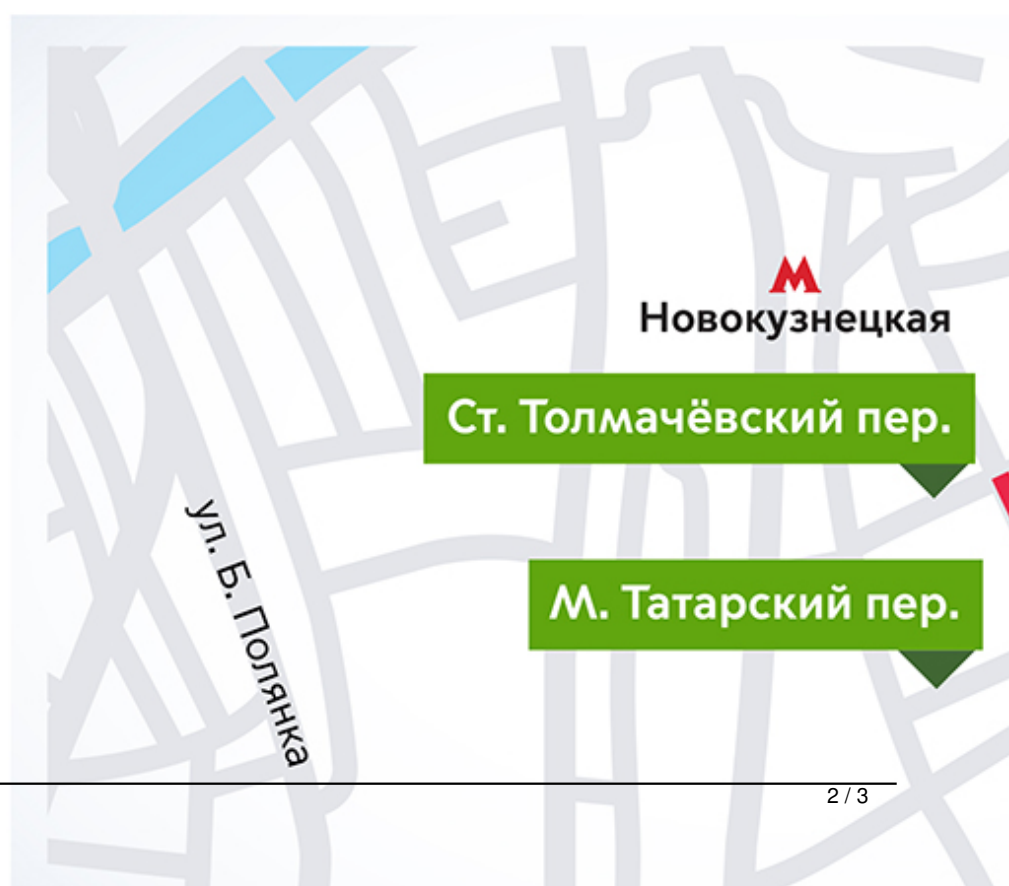 Новокузнецкая
Ст. Толмачёвский пер.
ул. Б. Полянка
М. Татарский пер.
2 / 3